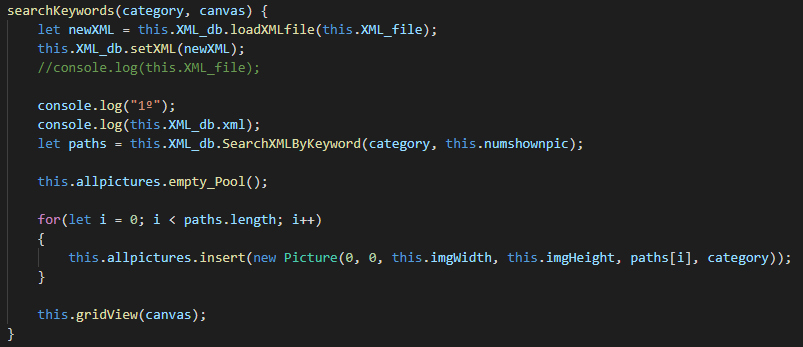 searchKeywords(category, canvas) {
    let newXML = this.XML_db.loadXMLfile(this.XML_file);
    this.XML_db.setXML(newXML);
    //console.log(this.XML_file);

    console.log("1º");
    console.log(this.XML_db.xml);
    let paths = this.XML_db.SearchXMLByKeyword(category, this.numshownpic);

    this.allpictures.empty_Pool();

    for(let i = 0; i < paths.length; i++)
    {
        this.allpictures.insert(new Picture(0, 0, this.imgWidth, this.imgHeight, paths[i], category));
    }

    this.gridView(canvas);
}